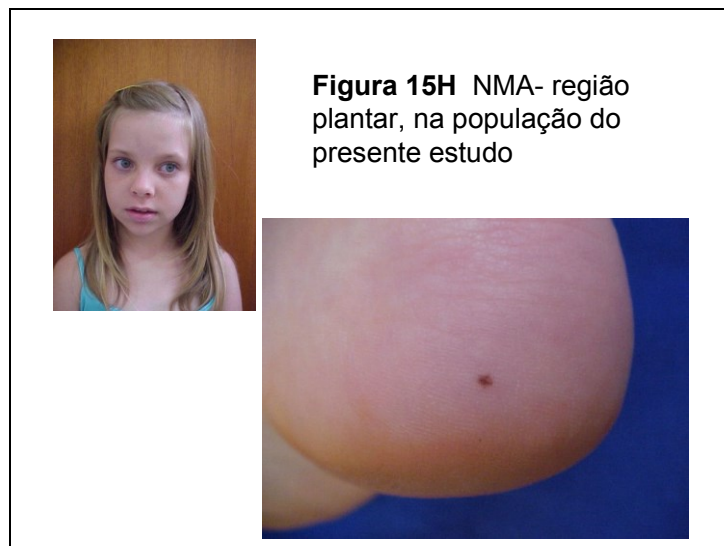 Figura 15H NMA- região
plantar, na população do
presente estudo